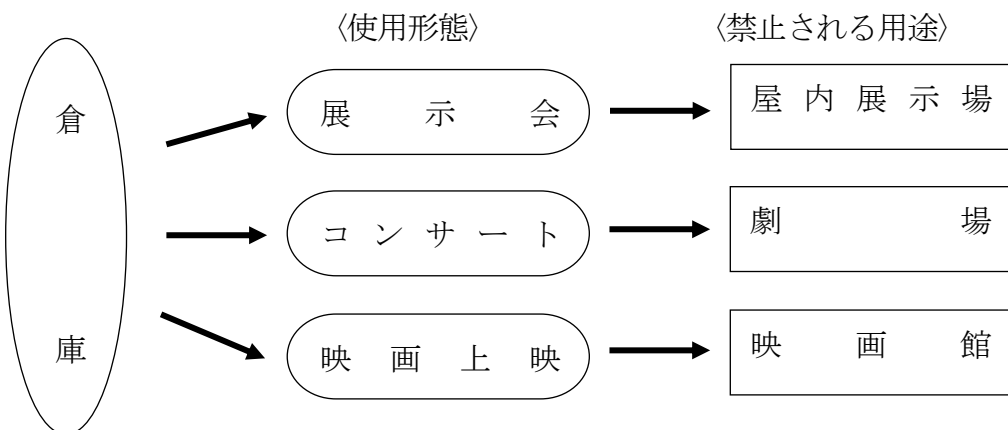 〈使用形態〉
〈禁止される用途〉
倉庫
展示会
屋内展示場
コンサート
劇場
映画上映
映画館